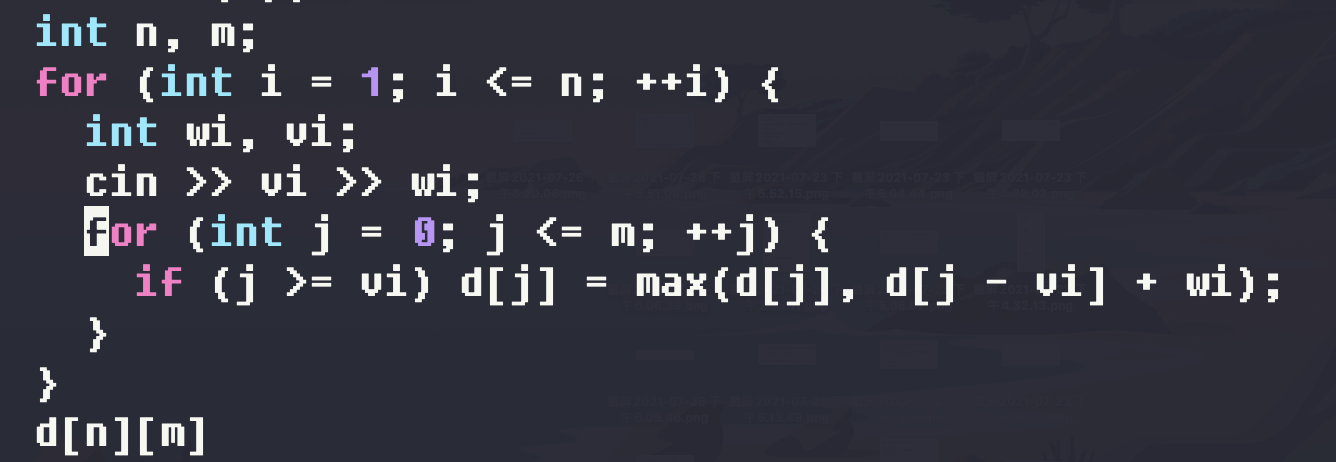 int n, m;
for (int i = 1; i <= n; ++i) {
  int wi, vi;
  cin >> vi >> wi;
  for (int j = 0; j <= m; ++j) {
    if (j >= vi) d[j] = max(d[j], d[j - vi] + wi);
  }
}
d[n][m]